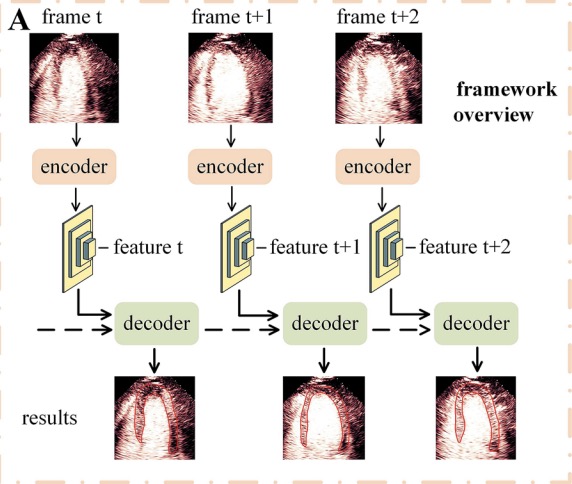 A
frame t
frame t+1
frame t+2
framework
overview
encoder
encoder
encoder
feature t
feature t+1
feature t+2
decoder
decoder
decoder
results